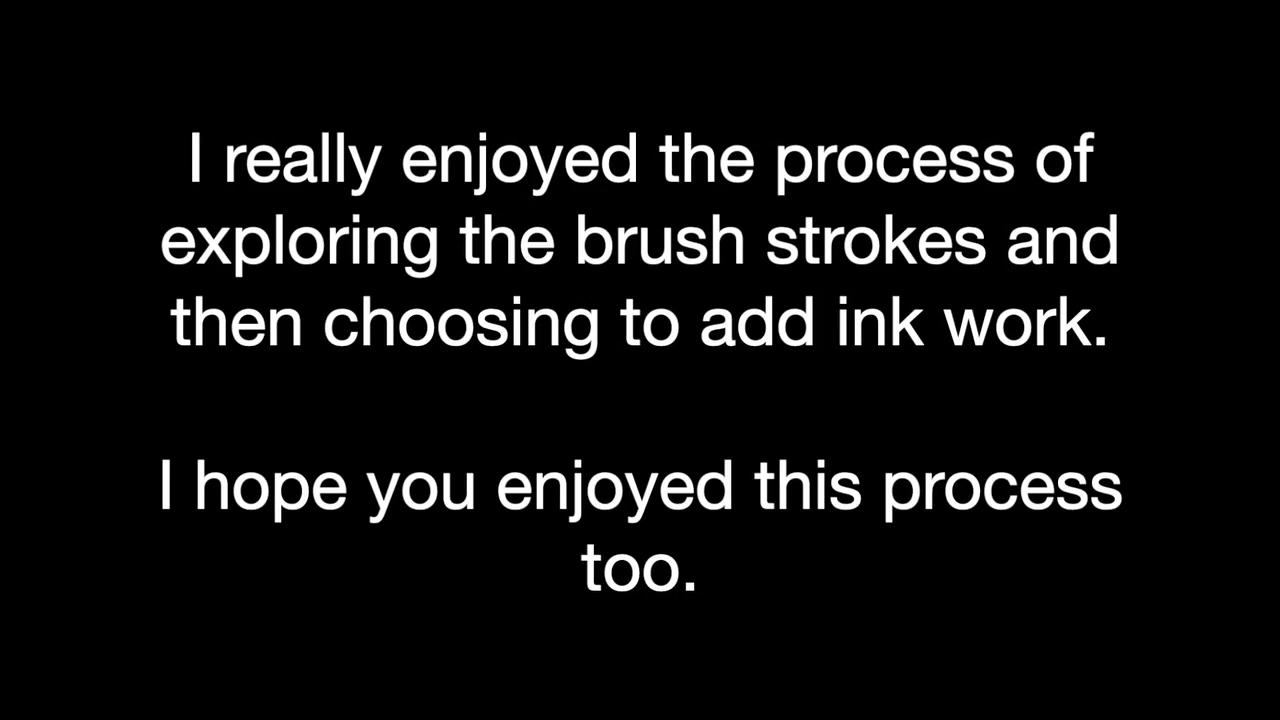 I really enjoyed the process of
exploring the brush strokes and
then choosing to add ink work.
I hope you enjoyed this process
too.